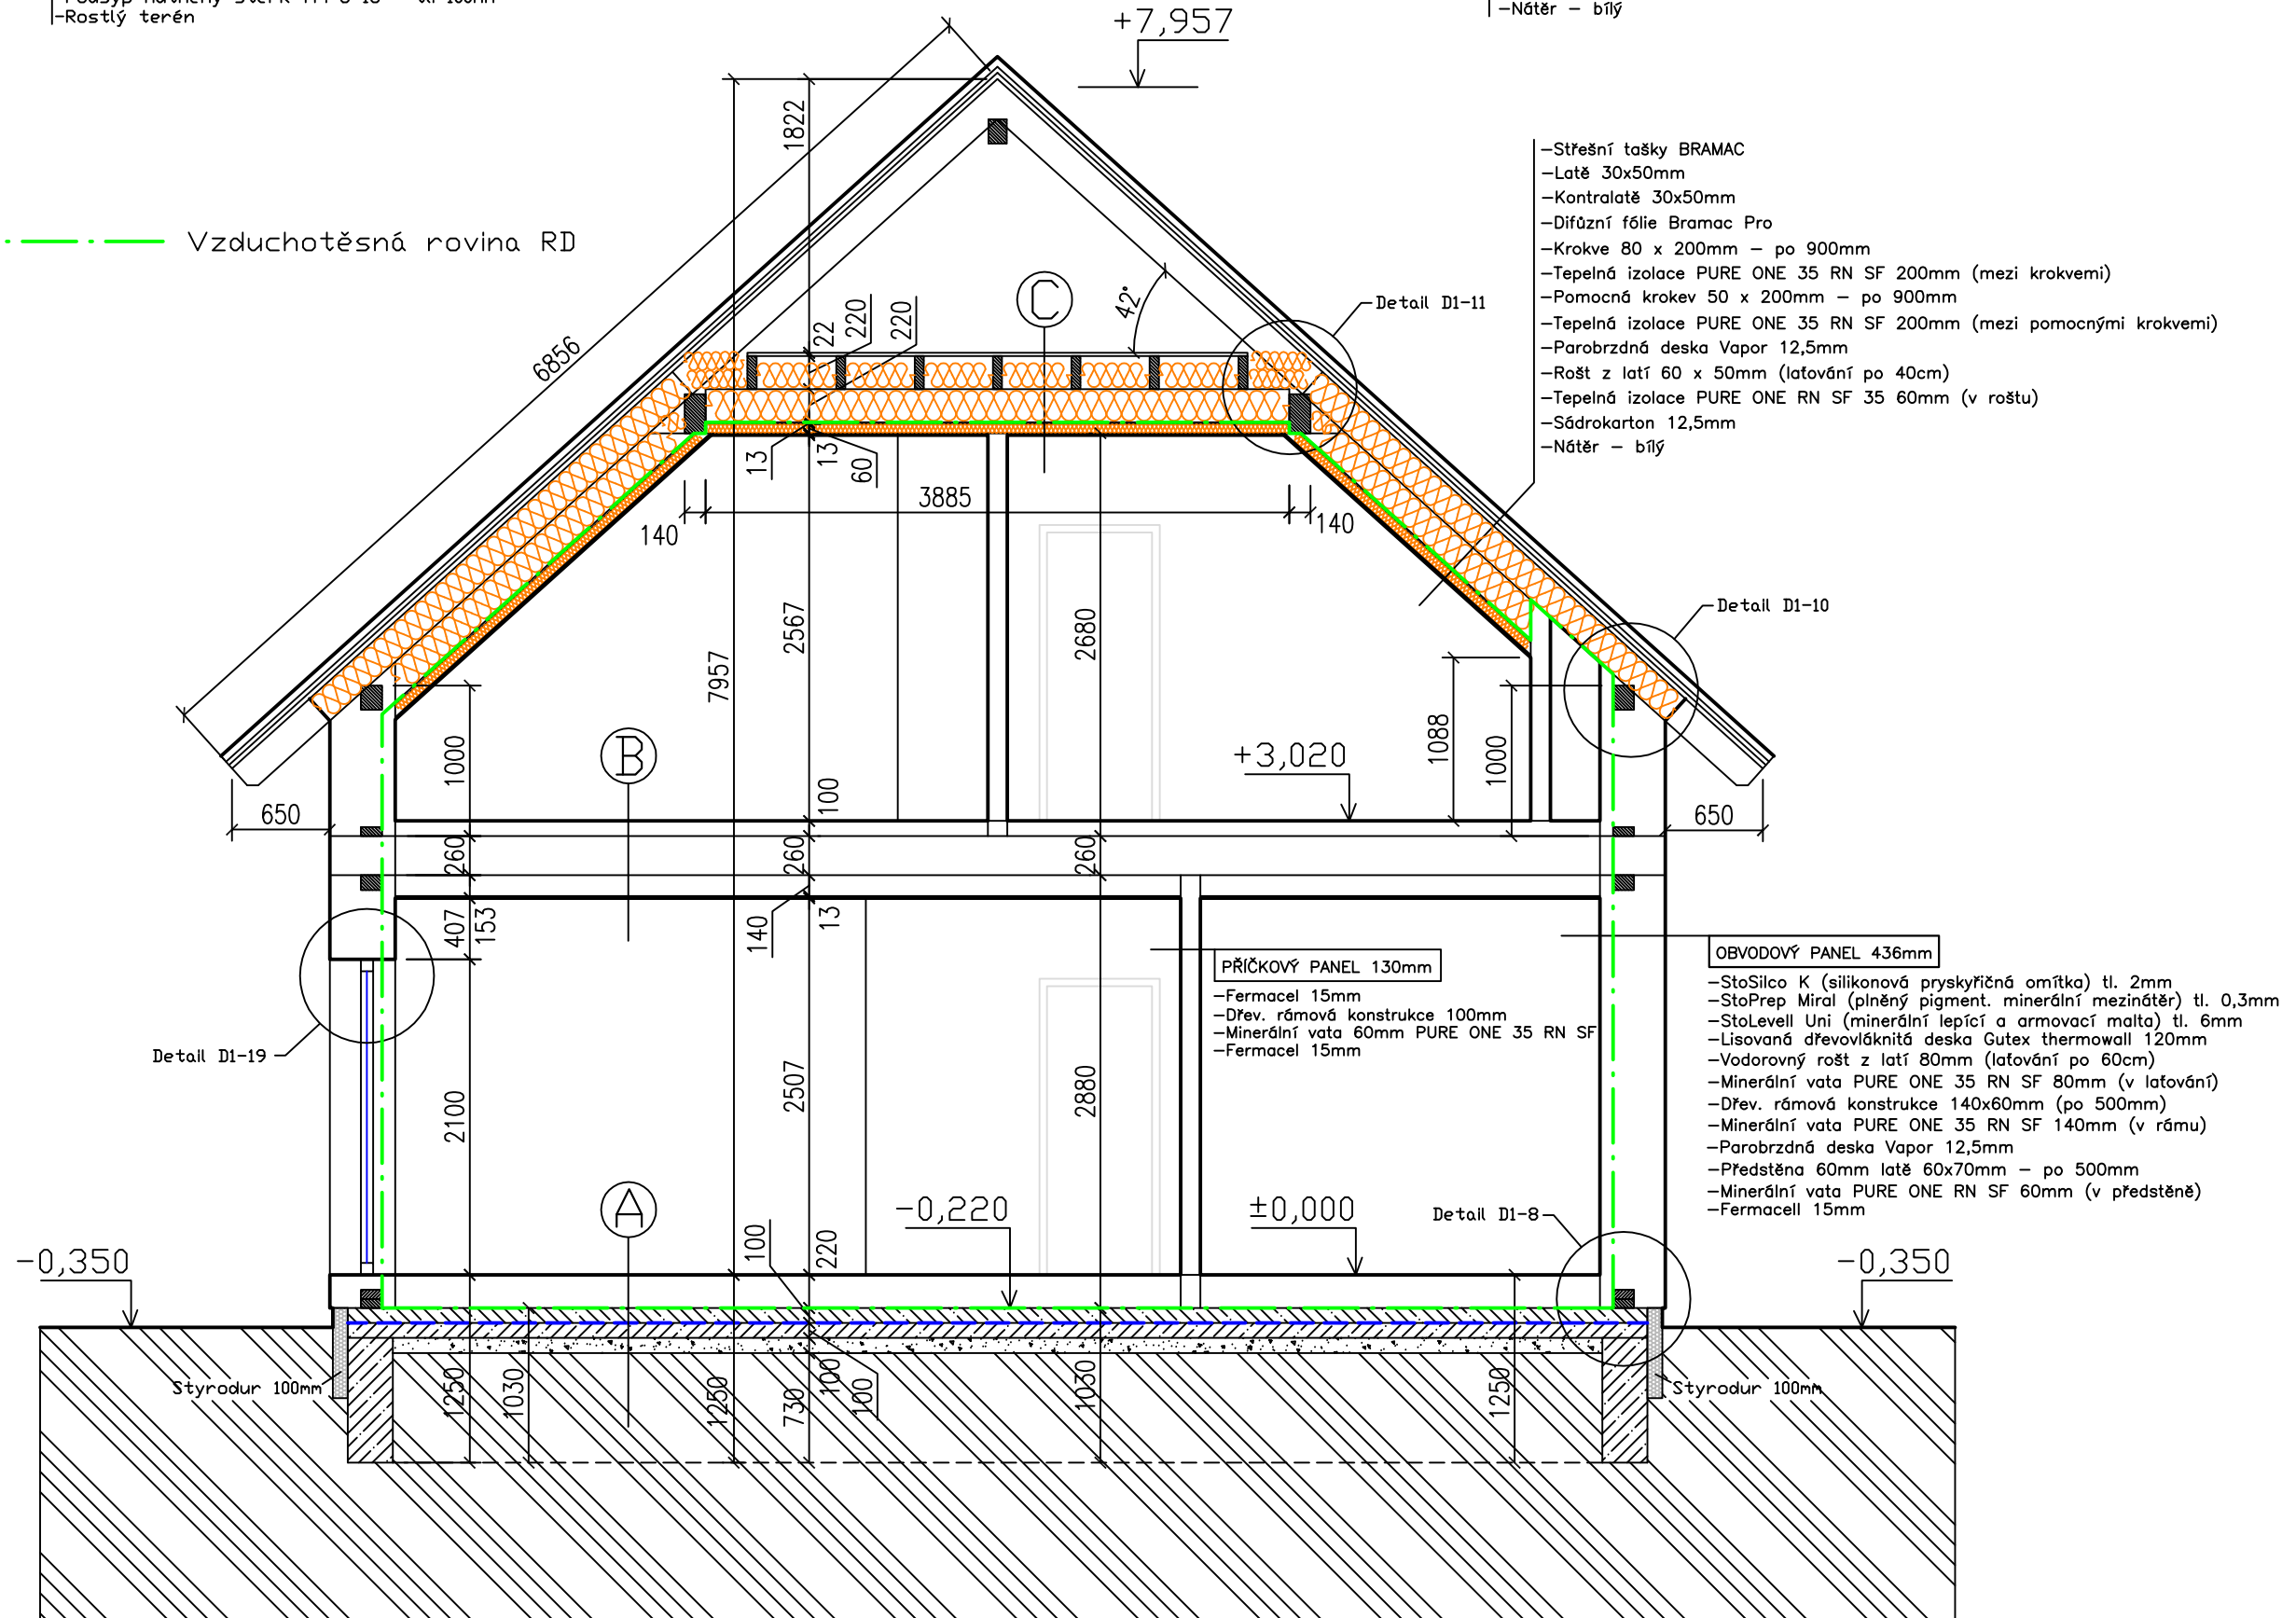 -Rostlý terén
-Nátěr - bílý
+7,957
1822
-Střešní tašky BRAMAC
-Latě 30x50mm
-Kontralatě 30x50mm
-Difůzní fólie Bramac Pro
-Krokve 80 x 200mm - po 900mm
-Tepelná izolace PURE ONE 35 RN SF 200mm (mezi krokvemi)
-Pomocná krokev 50 x 200mm - po 900mm
-Tepelná izolace PURE ONE 35 RN SF 200mm (mezi pomocnými krokvemi)
-Parobrzdná deska Vapor 12,5mm
-Rošt z latí 60 x 50mm (laťování po 40cm)
-Tepelná izolace PURE ONE RN SF 35 60mm (v roštu)
-Sádrokarton 12,5mm
-Nátěr - bílý
Vzduchotěsná rovina RD
6856
22
220
220
C
42°
Detail D1-11
13
13
60
140
3885
140
2567
2680
7957
Detail D1-10
1000
B
100
+3,020
1088
1000
650
650
260
260
260
407
153
140
13
PŘÍČKOVÝ PANEL 130mm
-Fermacel 15mm
-Dřev. rámová konstrukce 100mm
-Minerální vata 60mm PURE ONE 35 RN SF
-Fermacel 15mm
OBVODOVÝ PANEL 436mm
-StoSilco K (silikonová pryskyřičná omítka) tl. 2mm
-StoPrep Miral (plněný pigment. minerální mezinátěr) tl. 0,3mm
-StoLevell Uni (minerální lepící a armovací malta) tl. 6mm
-Lisovaná dřevovláknitá deska Gutex thermowall 120mm
-Vodorovný rošt z latí 80mm (laťování po 60cm)
-Minerální vata PURE ONE 35 RN SF 80mm (v laťování)
-Dřev. rámová konstrukce 140x60mm (po 500mm)
-Minerální vata PURE ONE 35 RN SF 140mm (v rámu)
-Parobrzdná deska Vapor 12,5mm
-Předstěna 60mm latě 60x70mm - po 500mm
-Minerální vata PURE ONE RN SF 60mm (v předstěně)
-Fermacell 15mm
Detail D1-19
2100
2507
2880
A
-0,220
±0,000
Detail D1-8
100
220
-0,350
-0,350
Styrodur 100mm
1250
1030
1250
730
100
100
1030
1250
Styrodur 100mm